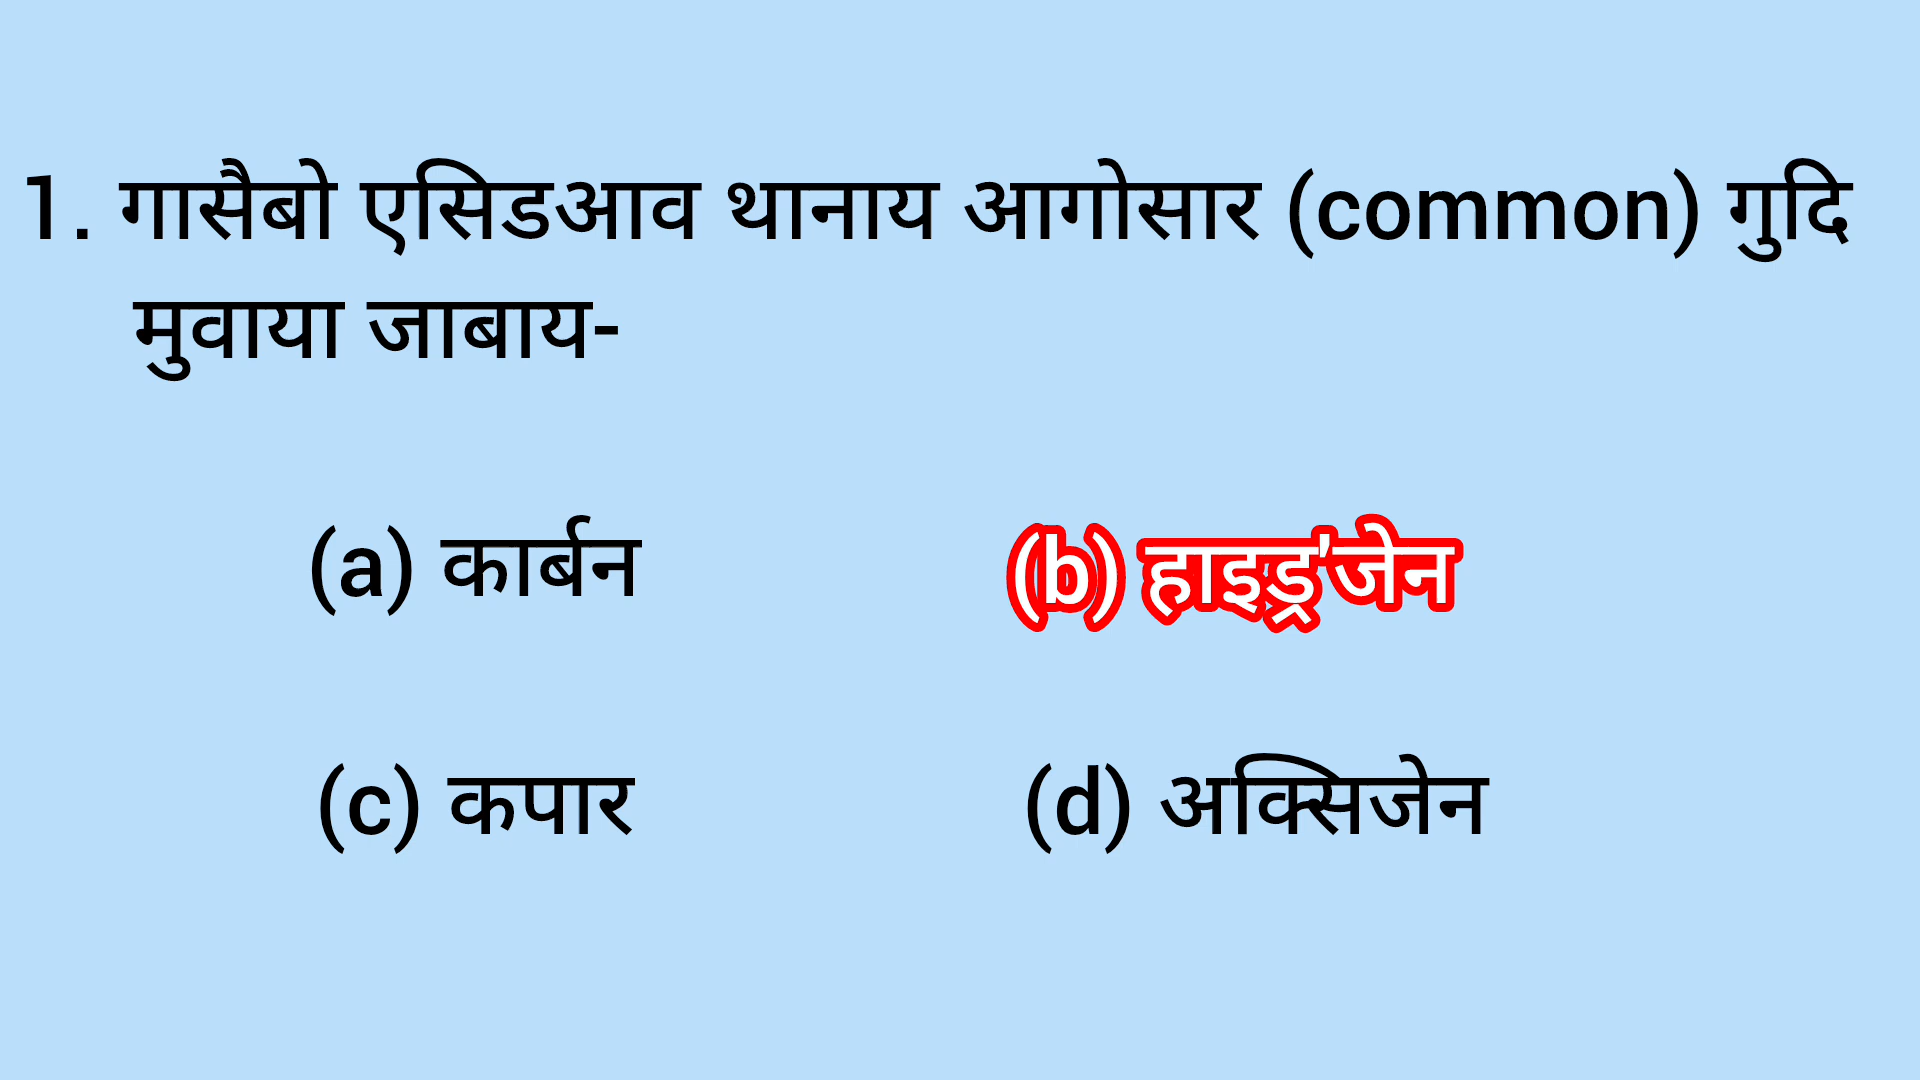 1. गासैबो एसिडआव थानाय आगोसार (common) गुदि
मुवाया जाबाय-
(a) कार्बन (b) हाइड्र'जेन
(c) कपार (d) अक्सिजेन